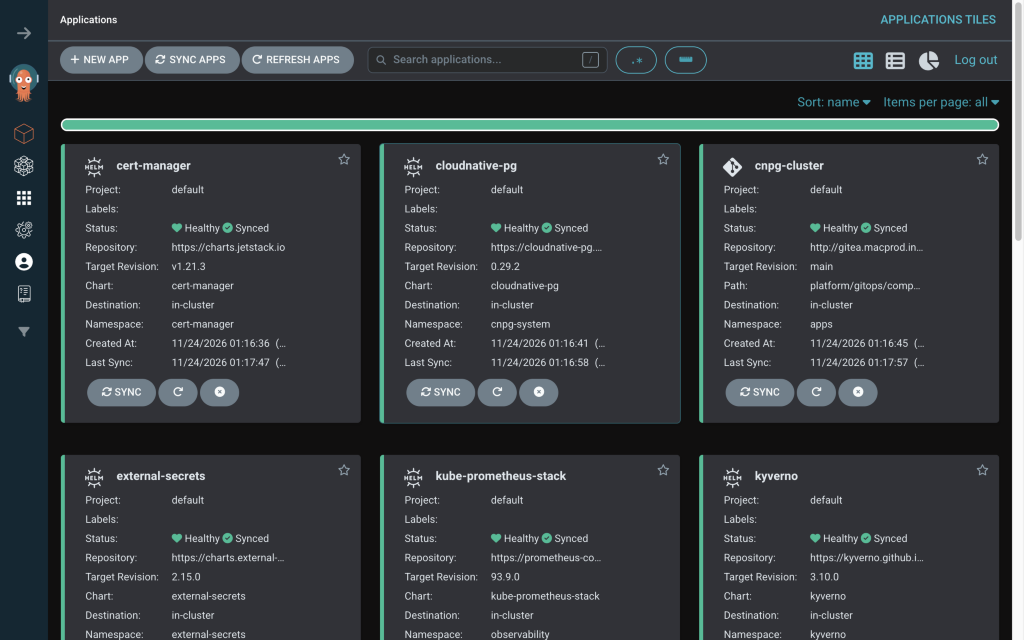 Applications
APPLICATIONS TILES
NEW APP
SYNC APPS
REFRESH APPS
Search applications...
/
.*
Log out
Sort: name
Items per page: all
HELM
cert-manager
Project: default
Labels:
Status: Healthy Synced
Repository: https://charts.jetstack.io
Target Revision: v1.21.3
Chart: cert-manager
Destination: in-cluster
Namespace: cert-manager
Created At: 11/24/2026 01:16:36 (...
Last Sync: 11/24/2026 01:17:47 (...
SYNC
HELM
cloudnative-pg
Project: default
Labels:
Status: Healthy Synced
Repository: https://cloudnative-pg....
Target Revision: 0.29.2
Chart: cloudnative-pg
Destination: in-cluster
Namespace: cnpg-system
Created At: 11/24/2026 01:16:41 (...
Last Sync: 11/24/2026 01:16:58 (...
SYNC
cnpg-cluster
Project: default
Labels:
Status: Healthy Synced
Repository: http://gitea.macprod.in...
Target Revision: main
Path: platform/gitops/comp...
Destination: in-cluster
Namespace: apps
Created At: 11/24/2026 01:16:45 (...
Last Sync: 11/24/2026 01:17:57 (...
SYNC
HELM
external-secrets
Project: default
Labels:
Status: Healthy Synced
Repository: https://charts.external-...
Target Revision: 2.15.0
Chart: external-secrets
Destination: in-cluster
Namespace: external-secrets
HELM
kube-prometheus-stack
Project: default
Labels:
Status: Healthy Synced
Repository: https://prometheus-co...
Target Revision: 93.9.0
Chart: kube-prometheus-stack
Destination: in-cluster
Namespace: observability
HELM
kyverno
Project: default
Labels:
Status: Healthy Synced
Repository: https://kyverno.github.i...
Target Revision: 3.10.0
Chart: kyverno
Destination: in-cluster
Namespace: kyverno